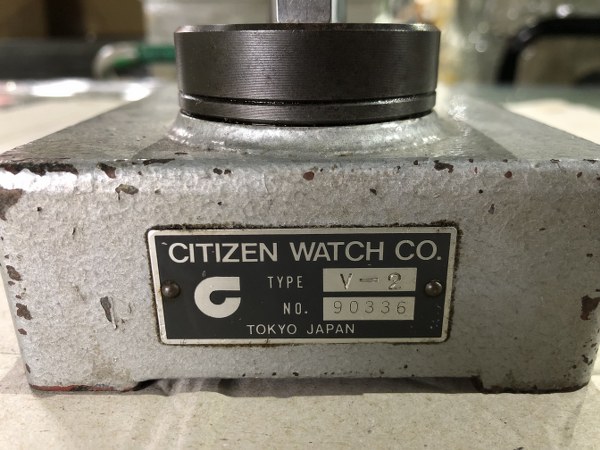 CITIZEN WATCH CO.
TYPE V-2
NO. 90336
TOKYO JAPAN